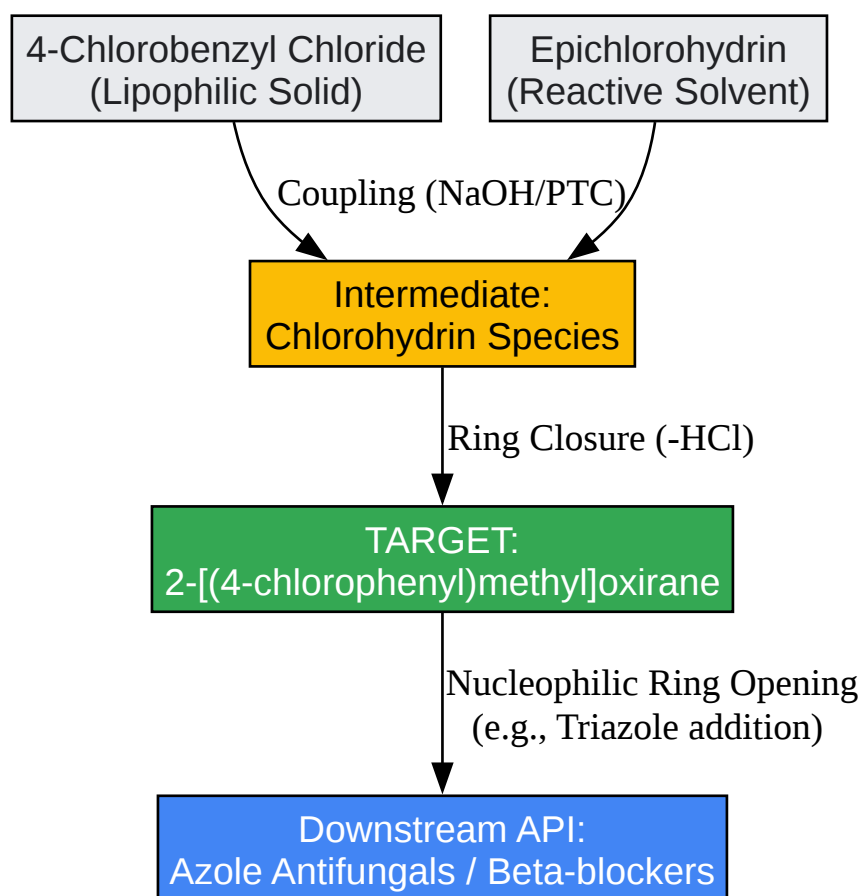 4-Chlorobenzyl Chloride
(Lipophilic Solid)
Epichlorohydrin
(Reactive Solvent)
Coupling (NaOH/PTC)
Intermediate:
Chlorohydrin Species
Ring Closure (-HCl)
TARGET:
2-[(4-chlorophenyl)methyl]oxirane
Nucleophilic Ring Opening
(e.g., Triazole addition)
Downstream API:
Azole Antifungals / Beta-blockers